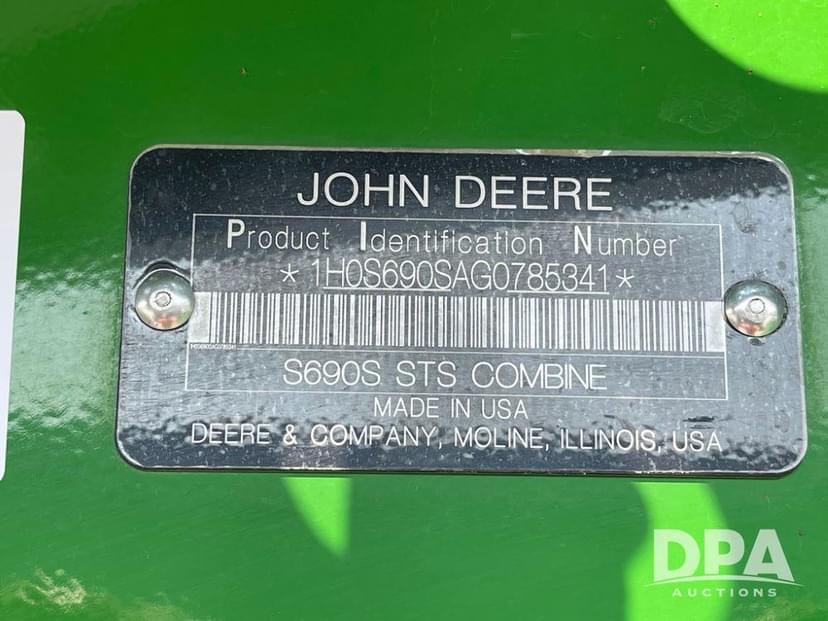 JOHN DEERE
Product Identification Number
*1H0S690SAG0785341*
1H0S690SAG0785341
S690S STS COMBINE
MADE IN USA
DEERE & COMPANY, MOLINE, ILLINOIS, USA
DPA
AUCTIONS